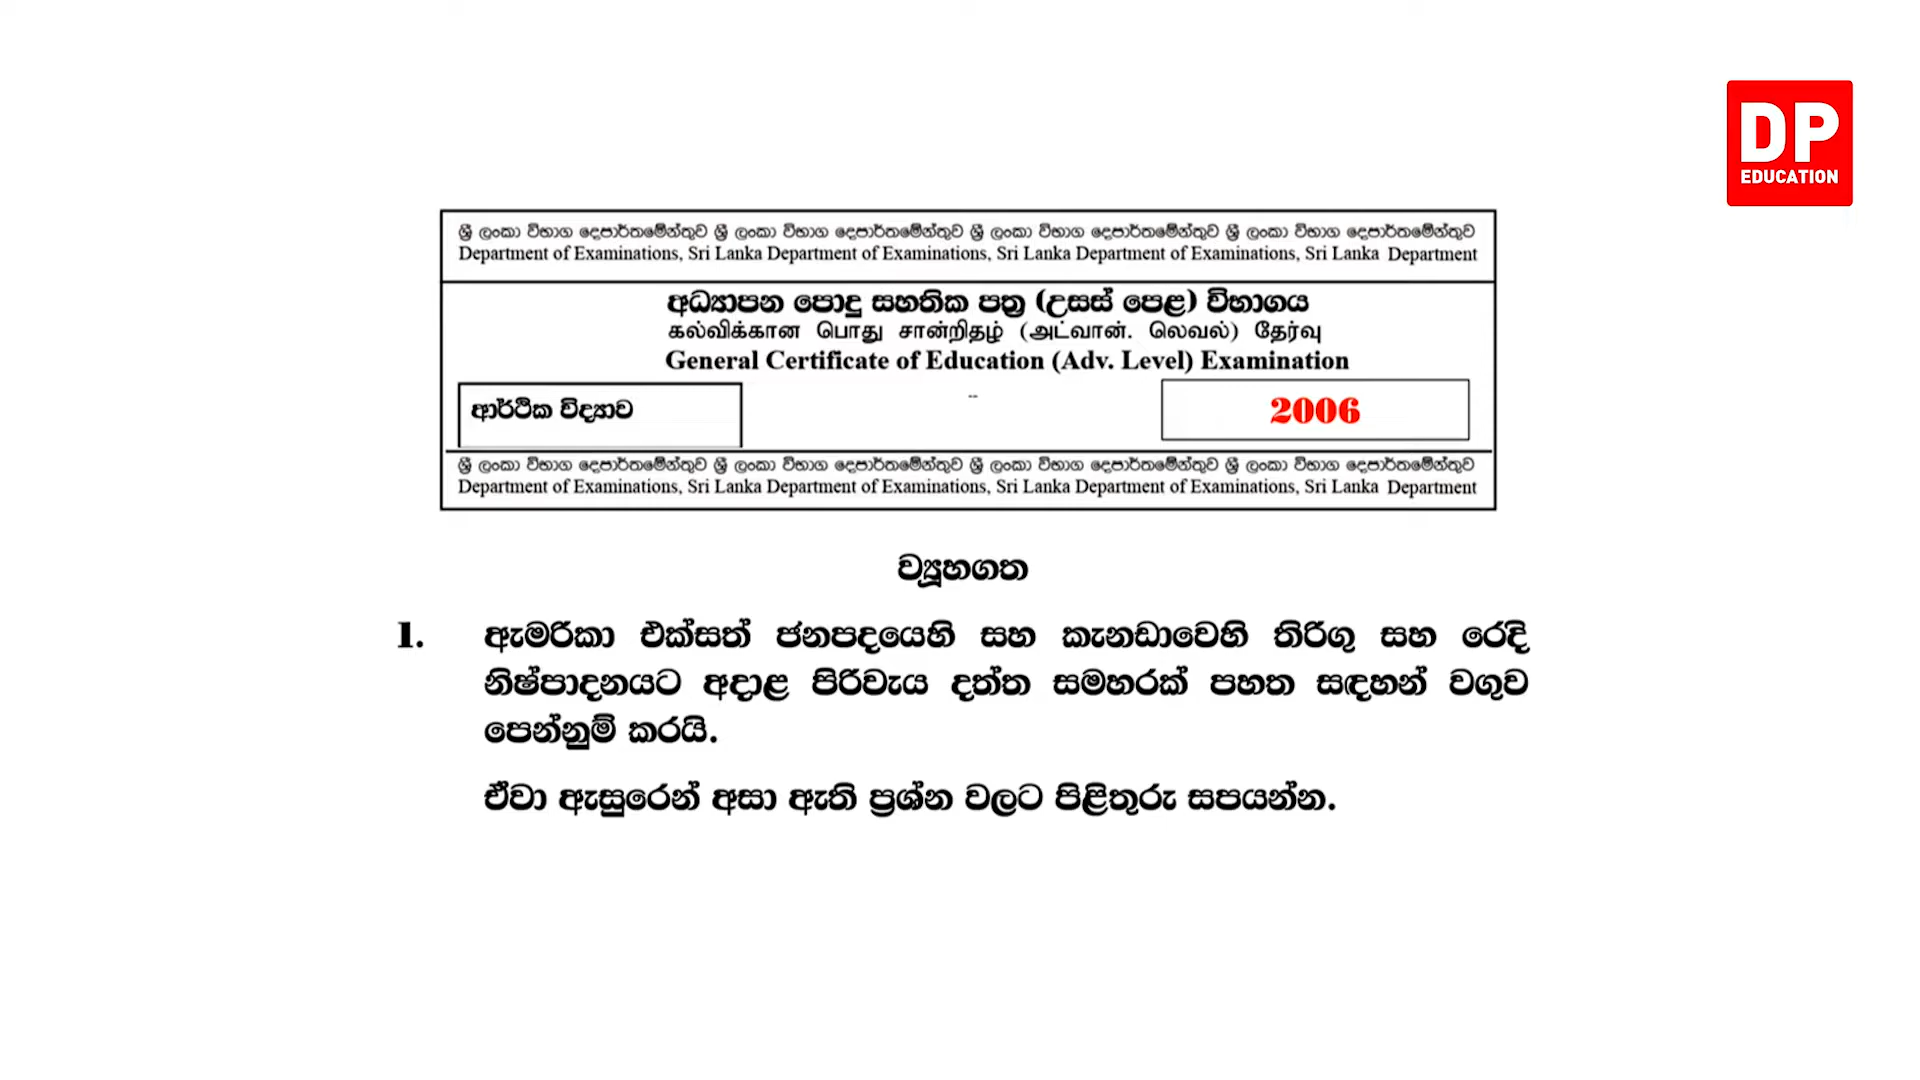 DP
EDUCATION
ශ්‍රී ලංකා විභාග දෙපාර්තමේන්තුව ශ්‍රී ලංකා විභාග දෙපාර්තමේන්තුව ශ්‍රී ලංකා විභාග දෙපාර්තමේන්තුව ශ්‍රී ලංකා විභාග දෙපාර්තමේන්තුව
Department of Examinations, Sri Lanka Department of Examinations, Sri Lanka Department of Examinations, Sri Lanka Department
අධ්‍යාපන පොදු සහතික පත්‍ර (උසස් පෙළ) විභාගය
கல்விக்கான பொது சான்றிதழ் (அட்வான். லெவல்) தேர்வு
General Certificate of Education (Adv. Level) Examination
ආර්ථික විද්‍යාව
2006
ශ්‍රී ලංකා විභාග දෙපාර්තමේන්තුව ශ්‍රී ලංකා විභාග දෙපාර්තමේන්තුව ශ්‍රී ලංකා විභාග දෙපාර්තමේන්තුව ශ්‍රී ලංකා විභාග දෙපාර්තමේන්තුව
Department of Examinations, Sri Lanka Department of Examinations, Sri Lanka Department of Examinations, Sri Lanka Department
ව්‍යුහගත
1. ඇමරිකා එක්සත් ජනපදයෙහි සහ කැනඩාවෙහි තිරිගු සහ රෙදි
නිෂ්පාදනයට අදාළ පිරිවැය දත්ත සමහරක් පහත සඳහන් වගුව
පෙන්නුම් කරයි.
ඒවා ඇසුරෙන් අසා ඇති ප්‍රශ්න වලට පිළිතුරු සපයන්න.